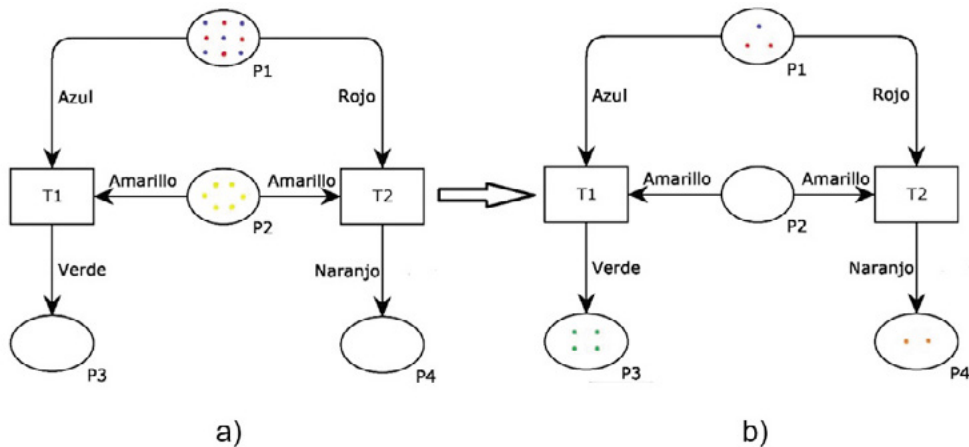 P1
Azul
Rojo
T1
Amarillo
Amarillo
T2
P2
Verde
Naranjo
P3
P4
a)
P1
Azul
Rojo
T1
Amarillo
Amarillo
T2
P2
Verde
Naranjo
P3
P4
b)